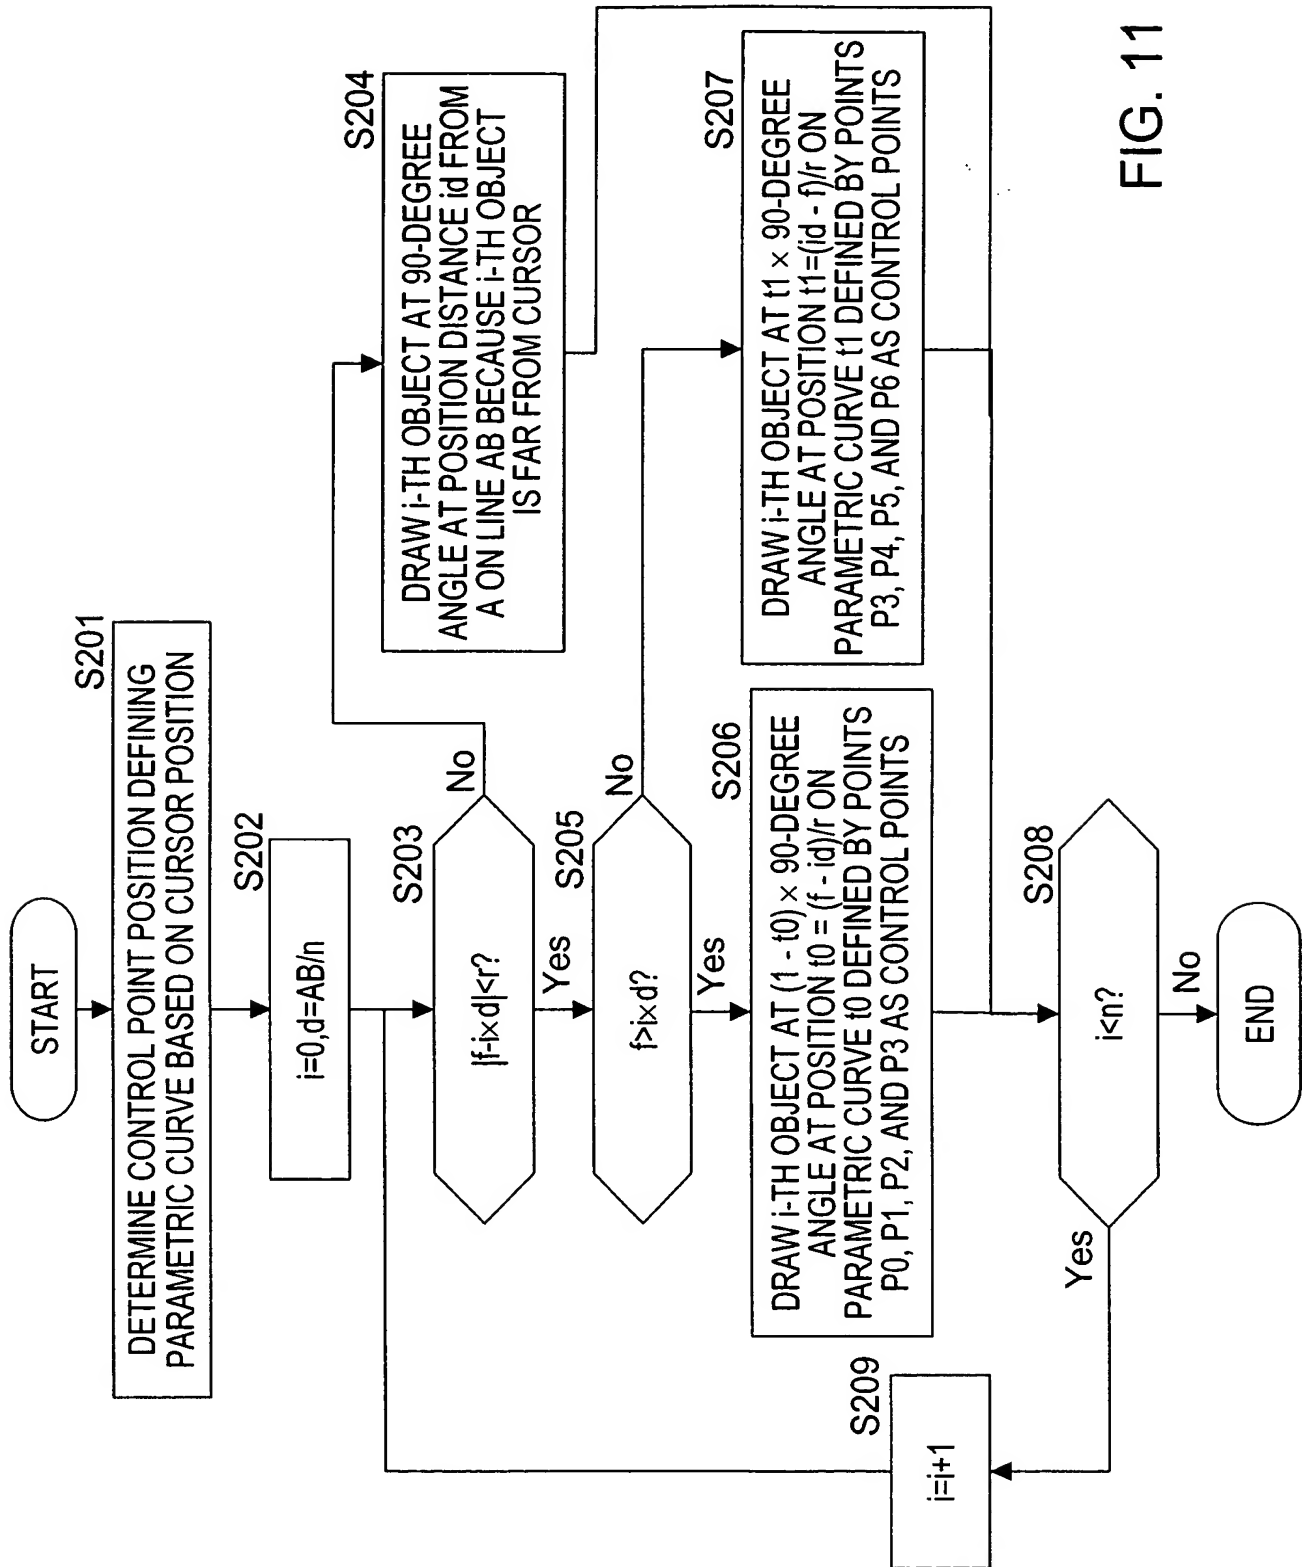 START
S201
DETERMINE CONTROL POINT POSITION DEFINING
PARAMETRIC CURVE BASED ON CURSOR POSITION
S202
i=0,d=AB/n
S203
|f-i×d|<r?
No
Yes
S204
DRAW i-TH OBJECT AT 90-DEGREE
ANGLE AT POSITION DISTANCE id FROM
A ON LINE AB BECAUSE i-TH OBJECT
IS FAR FROM CURSOR
S205
f>i×d?
No
Yes
S206
DRAW i-TH OBJECT AT (1 - t0) × 90-DEGREE
ANGLE AT POSITION t0 = (f - id)/r ON
PARAMETRIC CURVE t0 DEFINED BY POINTS
P0, P1, P2, AND P3 AS CONTROL POINTS
S207
DRAW i-TH OBJECT AT t1 × 90-DEGREE
ANGLE AT POSITION t1=(id - f)/r ON
PARAMETRIC CURVE t1 DEFINED BY POINTS
P3, P4, P5, AND P6 AS CONTROL POINTS
S208
i<n?
Yes
No
S209
i=i+1
END
FIG. 11